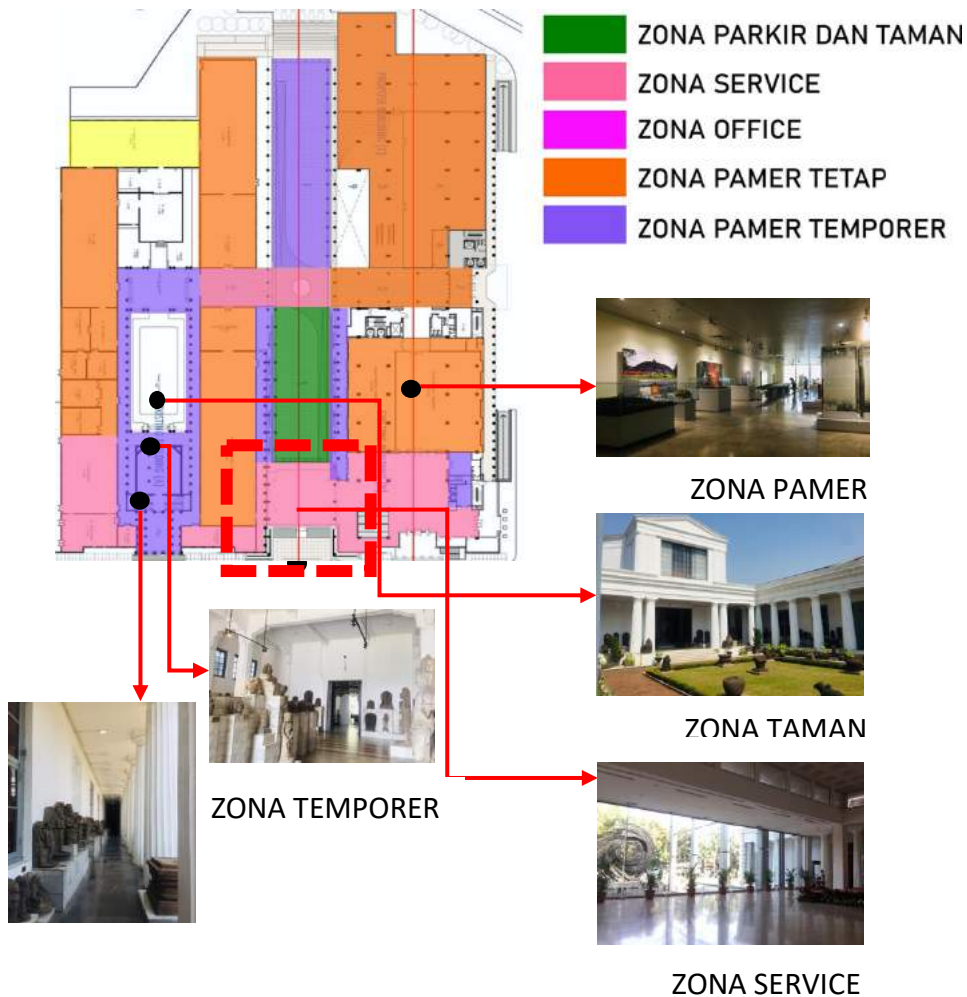 ZONA PARKIR DAN TAMAN
ZONA SERVICE
ZONA OFFICE
ZONA PAMER TETAP
ZONA PAMER TEMPORER
ZONA PAMER
ZONA TAMAN
ZONA TEMPORER
ZONA SERVICE